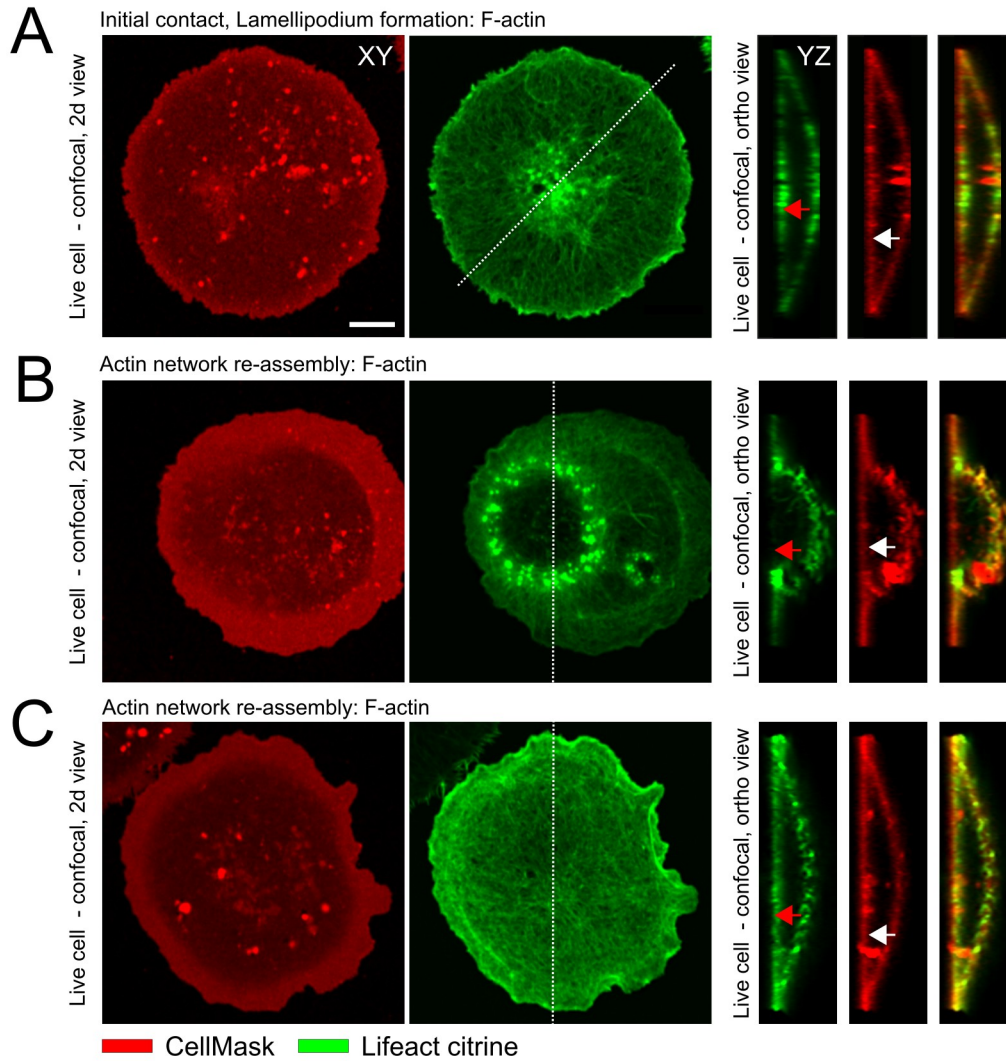 A
Initial contact, Lamellipodium formation: F-actin
Live cell - confocal, 2d view
XY
Live cell - confocal, ortho view
YZ
B
Actin network re-assembly: F-actin
Live cell - confocal, 2d view
Live cell - confocal, ortho view
C
Actin network re-assembly: F-actin
Live cell - confocal, 2d view
Live cell - confocal, ortho view
CellMask
Lifeact citrine